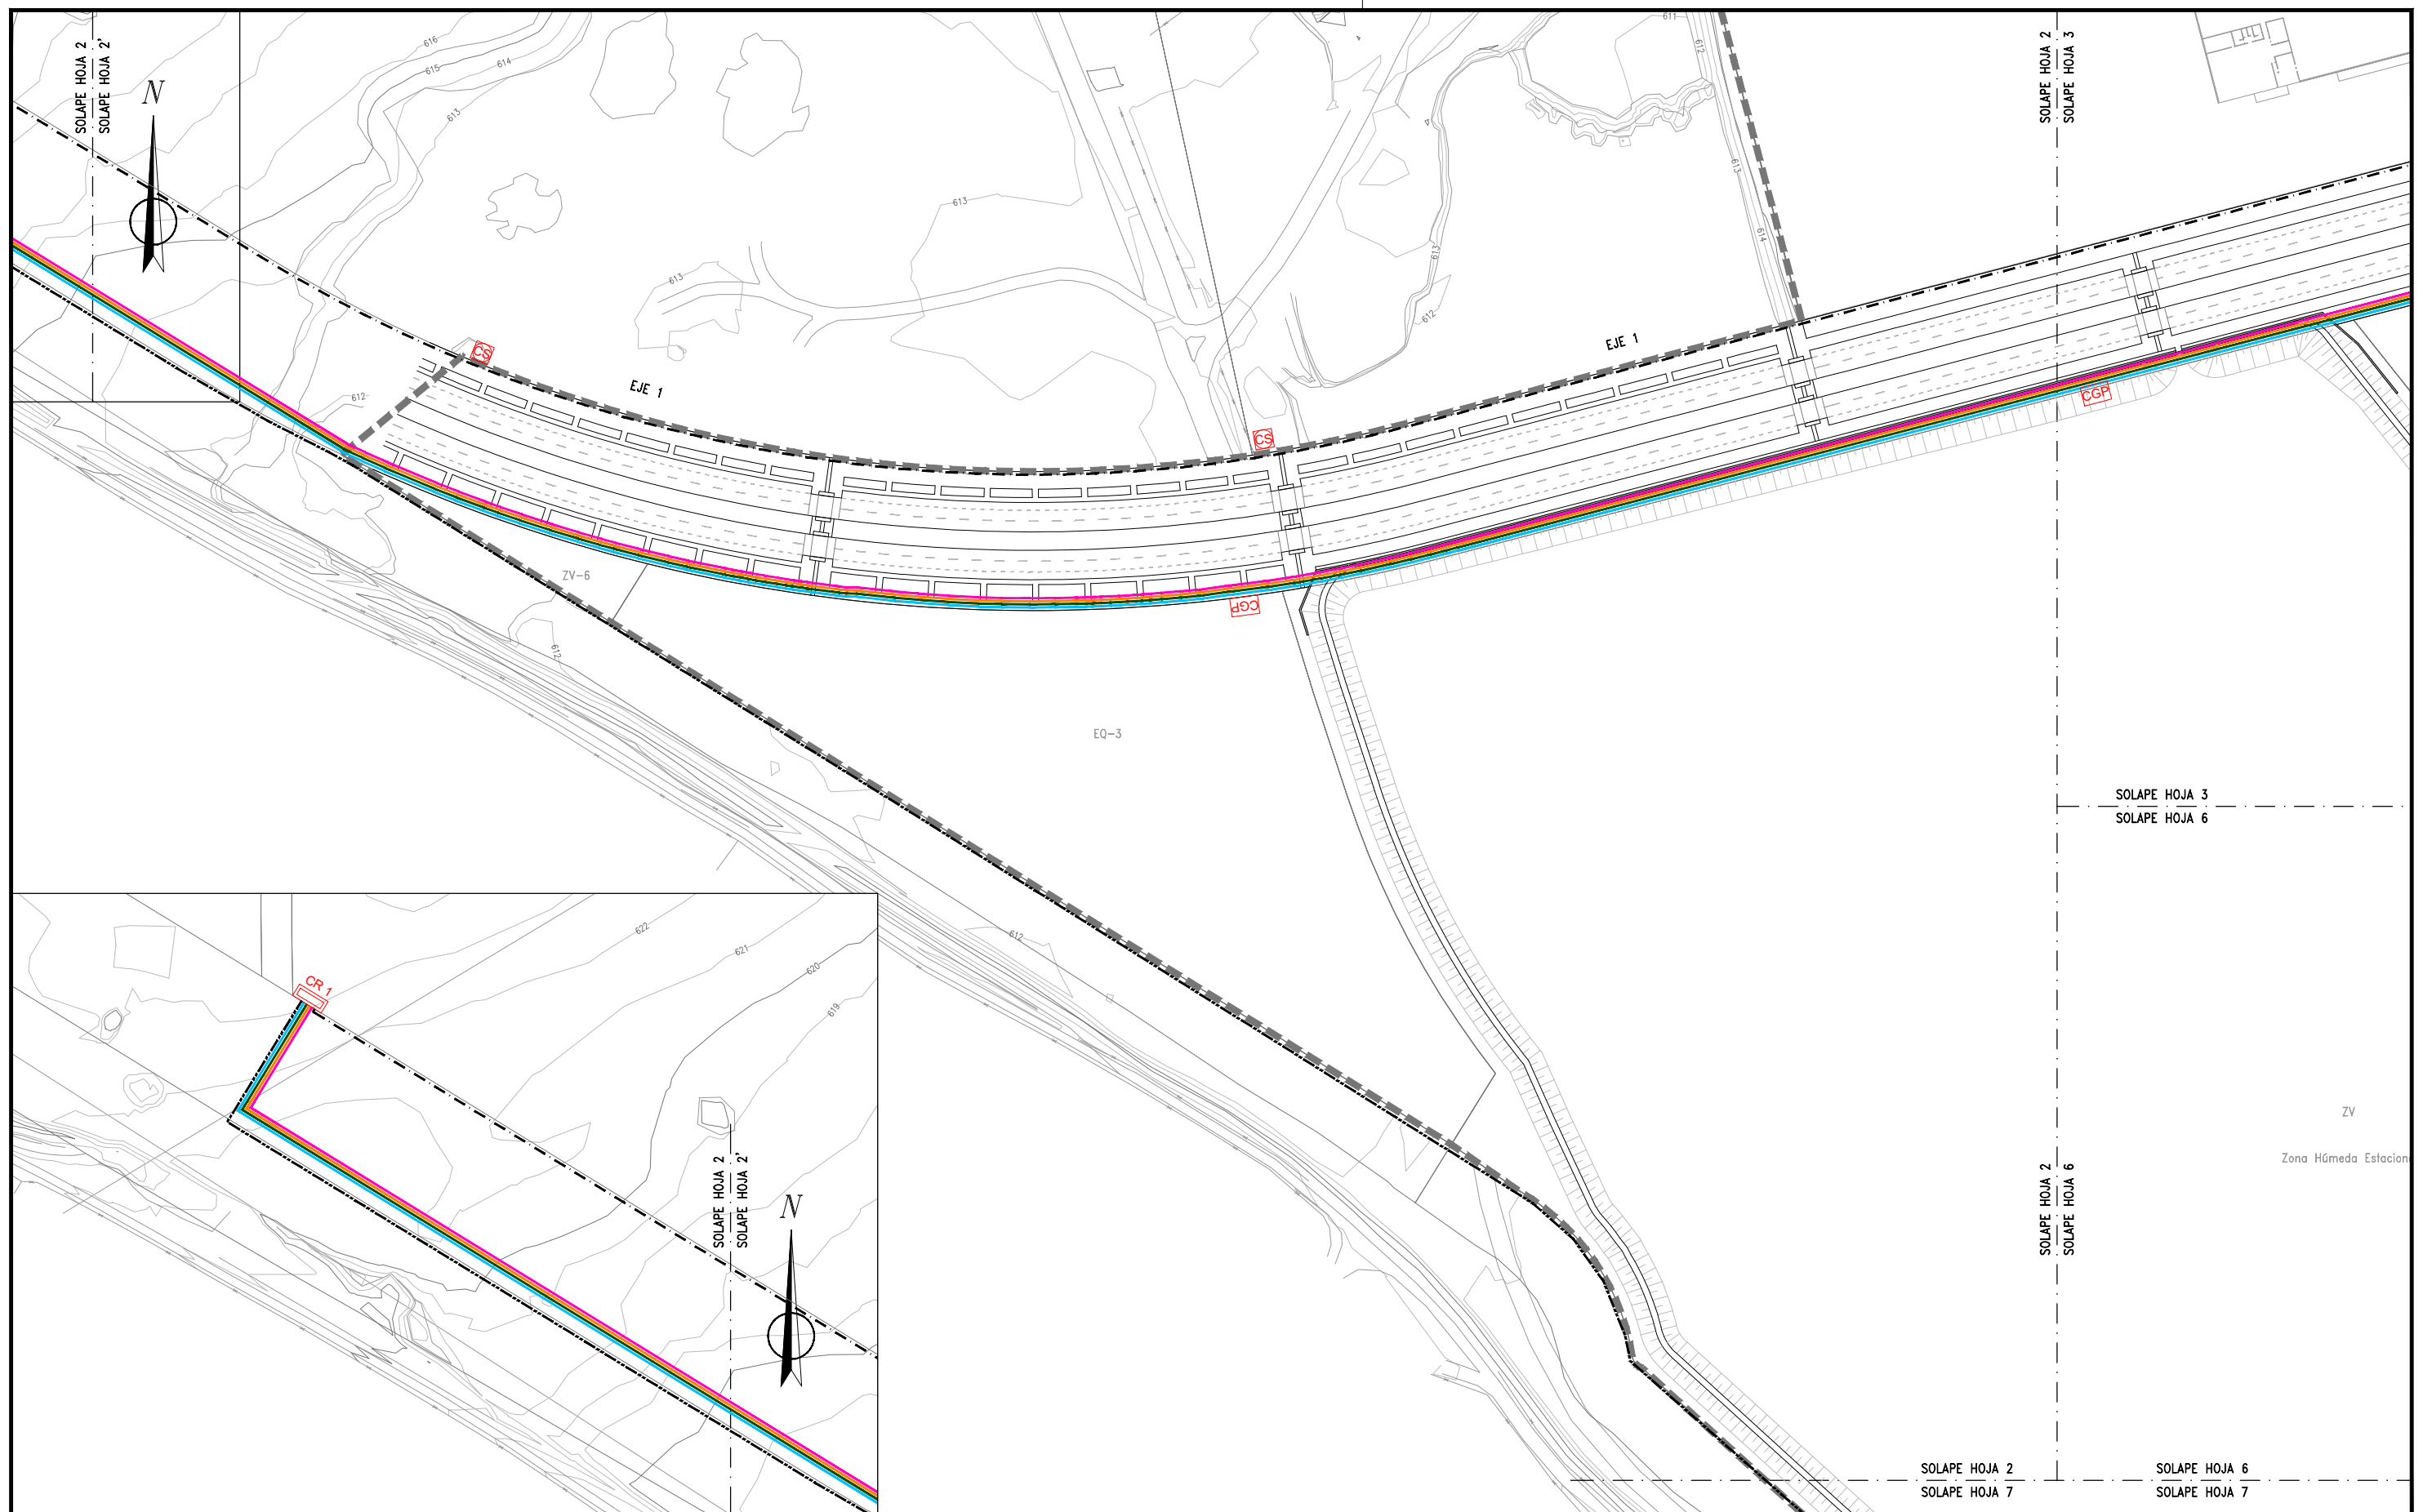 SOLAPE HOJA 2
SOLAPE HOJA 2'
N
616
615
614
613
611
612
613
614
SOLAPE HOJA 2
SOLAPE HOJA 3
613
613
613
612
612
CS
EJE 1
EJE 1
CS
CGP
CGP
ZV-6
612
EQ-3
SOLAPE HOJA 3
SOLAPE HOJA 6
612
622
621
620
619
CR 1
ZV
Zona Húmeda Estacion
SOLAPE HOJA 2
SOLAPE HOJA 2'
N
SOLAPE HOJA 2
SOLAPE HOJA 6
SOLAPE HOJA 2
SOLAPE HOJA 7
SOLAPE HOJA 6
SOLAPE HOJA 7